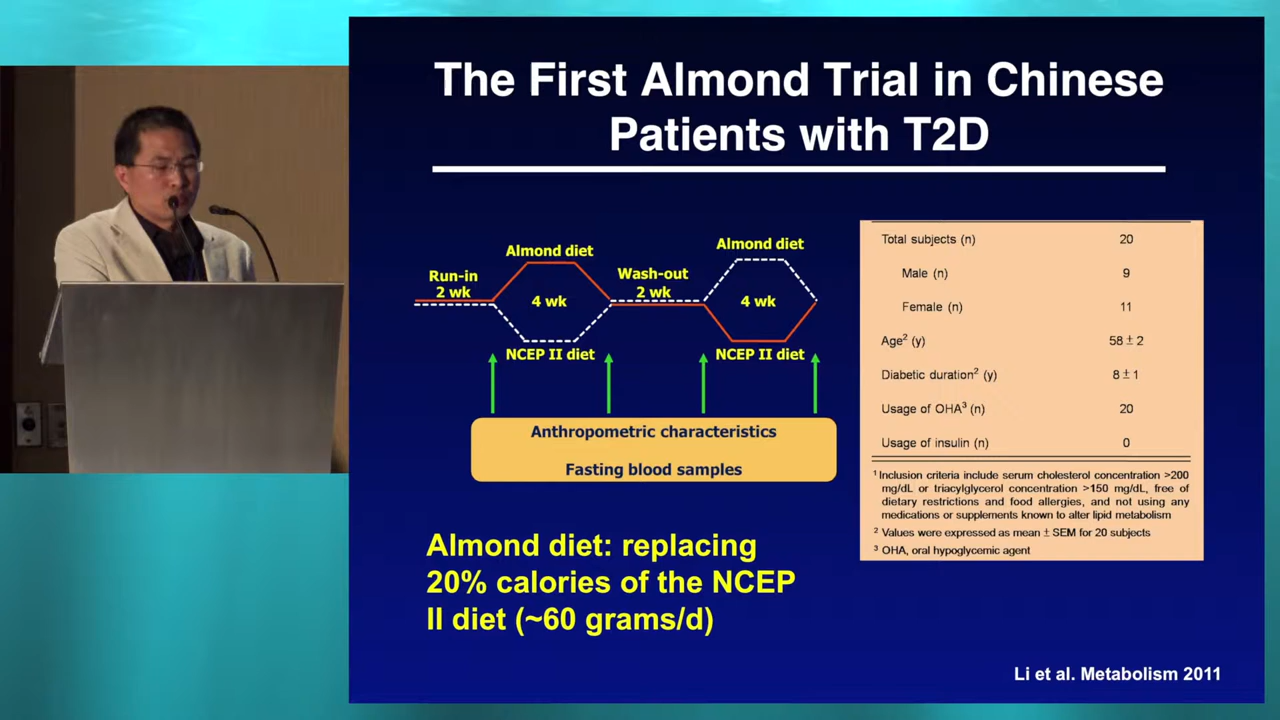 The First Almond Trial in Chinese
Patients with T2D
Almond diet
Almond diet
Run-in
2 wk
Wash-out
2 wk
4 wk
4 wk
NCEP II diet
NCEP II diet
Anthropometric characteristics
Fasting blood samples
Almond diet: replacing
20% calories of the NCEP
II diet (~60 grams/d)
Total subjects (n) 20
Male (n) 9
Female (n) 11
Age² (y) 58 ± 2
Diabetic duration² (y) 8 ± 1
Usage of OHA³ (n) 20
Usage of insulin (n) 0
¹ Inclusion criteria include serum cholesterol concentration >200
mg/dL or triacylglycerol concentration >150 mg/dL, free of
dietary restrictions and food allergies, and not using any
medications or supplements known to alter lipid metabolism
² Values were expressed as mean ± SEM for 20 subjects
³ OHA, oral hypoglycemic agent
Li et al. Metabolism 2011